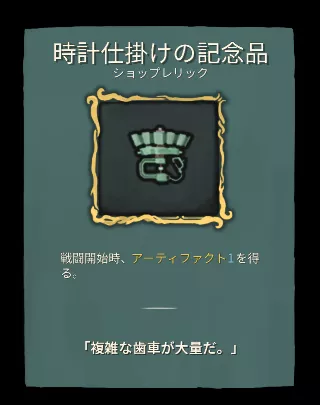 時計仕掛けの記念品
ショップレリック
戦闘開始時、アーティファクト1を得
る。
「複雑な歯車が大量だ。」